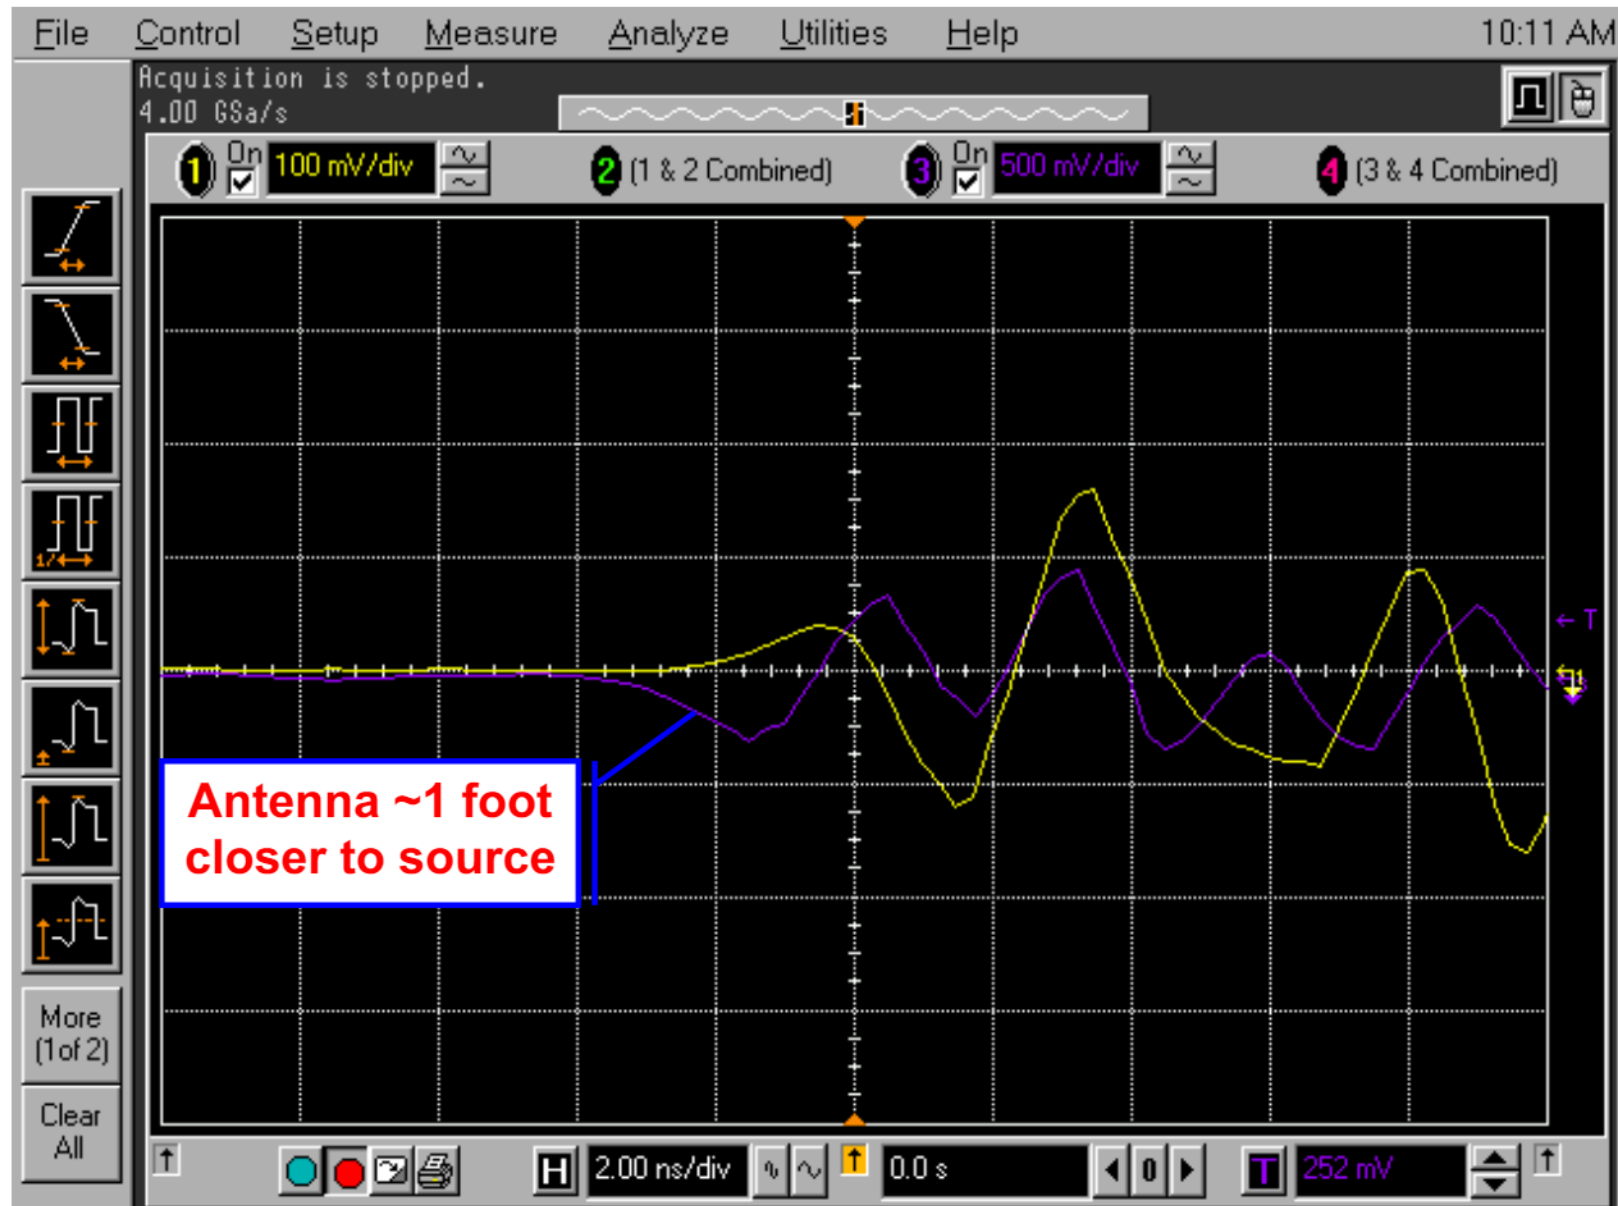 File Control Setup Measure Analyze Utilities Help 10:11 AM
Acquisition is stopped.
4.00 GSa/s
1 On 100 mV/div 2 (1 & 2 Combined) 3 On 500 mV/div 4 (3 & 4 Combined)
1/
← T
Antenna ~1 foot
closer to source
More
(1of 2)
Clear
All
H 2.00 ns/div 0.0 s 0 T 252 mV